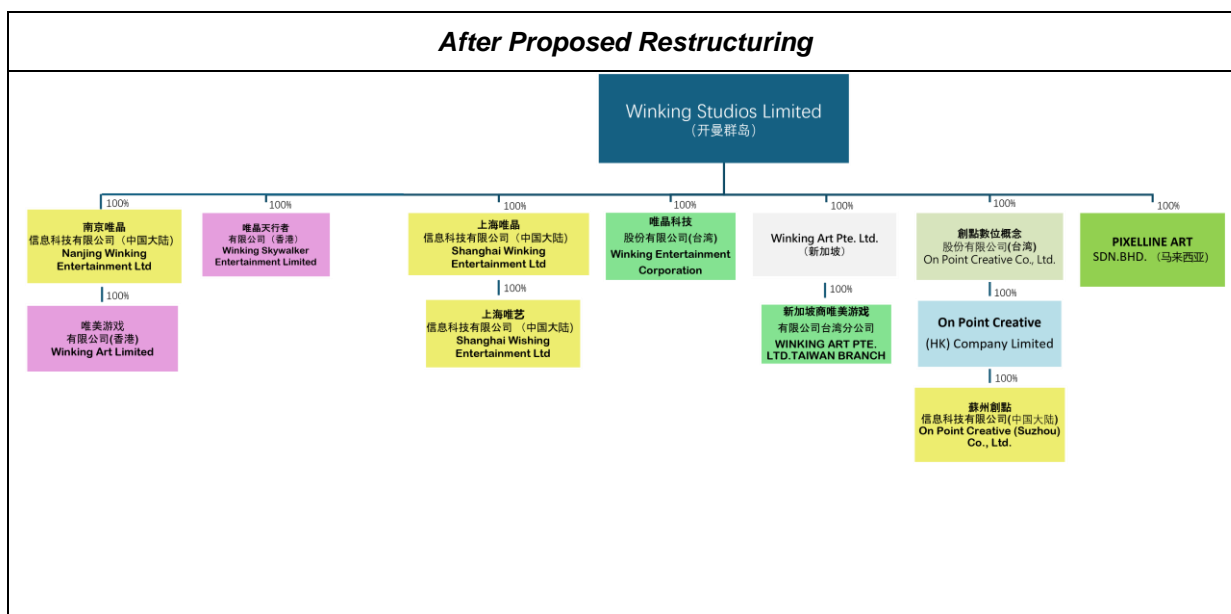 After Proposed Restructuring
Winking Studios Limited
（开曼群岛）
100%
100%
100%
100%
100%
100%
100%
南京唯晶
信息科技有限公司（中国大陆）
Nanjing Winking
Entertainment Ltd
唯晶天行者
有限公司（香港）
Winking Skywalker
Entertainment Limited
上海唯晶
信息科技有限公司（中国大陆）
Shanghai Winking
Entertainment Ltd
唯晶科技
股份有限公司(台湾)
Winking Entertainment
Corporation
Winking Art Pte. Ltd.
（新加坡）
創點數位概念
股份有限公司(台湾)
On Point Creative Co., Ltd.
PIXELLINE ART
SDN.BHD. （马来西亚）
100%
100%
100%
100%
唯美游戏
有限公司(香港)
Winking Art Limited
上海唯艺
信息科技有限公司 （中国大陆）
Shanghai Wishing
Entertainment Ltd
新加坡商唯美游戏
有限公司台湾分公司
WINKING ART PTE.
LTD.TAIWAN BRANCH
On Point Creative
(HK) Company Limited
100%
蘇州創點
信息科技有限公司(中国大陆)
On Point Creative (Suzhou)
Co., Ltd.